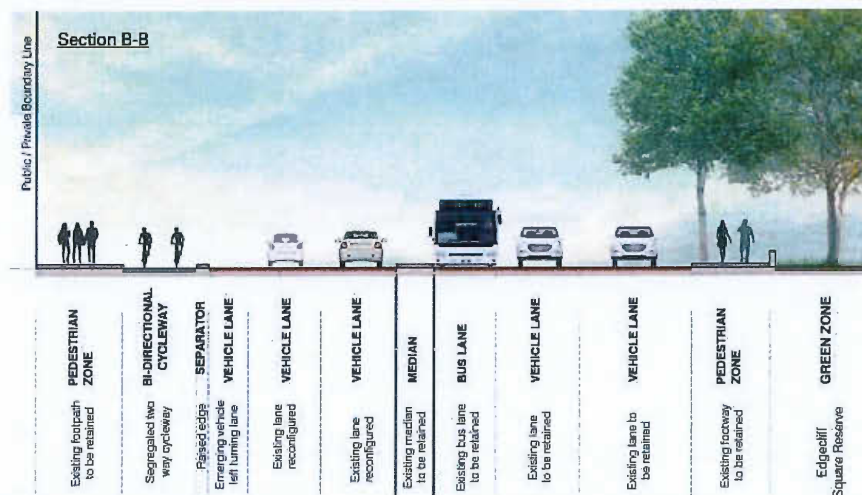 Section B-B
Public / Private Boundary Line
PEDESTRIAN
ZONE
Existing footpath
to be retained
BI-DIRECTIONAL
CYCLEWAY
Segregated two
way cycleway
SEPARATOR
Raised edge
VEHICLE LANE
Emerging vehicle
left turning lane
VEHICLE LANE
Existing lane
reconfigured
VEHICLE LANE
Existing lane
reconfigured
MEDIAN
Existing median
to be retained
BUS LANE
Existing bus lane
to be retained
VEHICLE LANE
Existing lane
to be retained
VEHICLE LANE
Existing lane to
be retained
PEDESTRIAN
ZONE
Existing footway
to be retained
GREEN ZONE
Edgecliff
Square Reserve